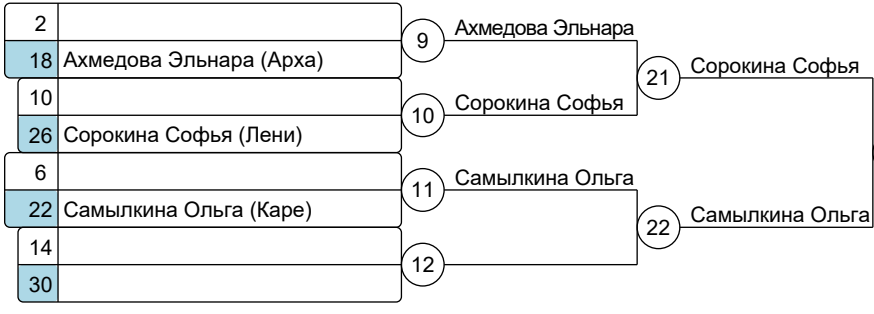 2
18 Ахмедова Эльнара (Арха)
9 Ахмедова Эльнара
10
26 Сорокина Софья (Лени)
10 Сорокина Софья
21 Сорокина Софья
6
22 Самылкина Ольга (Каре)
11 Самылкина Ольга
14
30
12
22 Самылкина Ольга